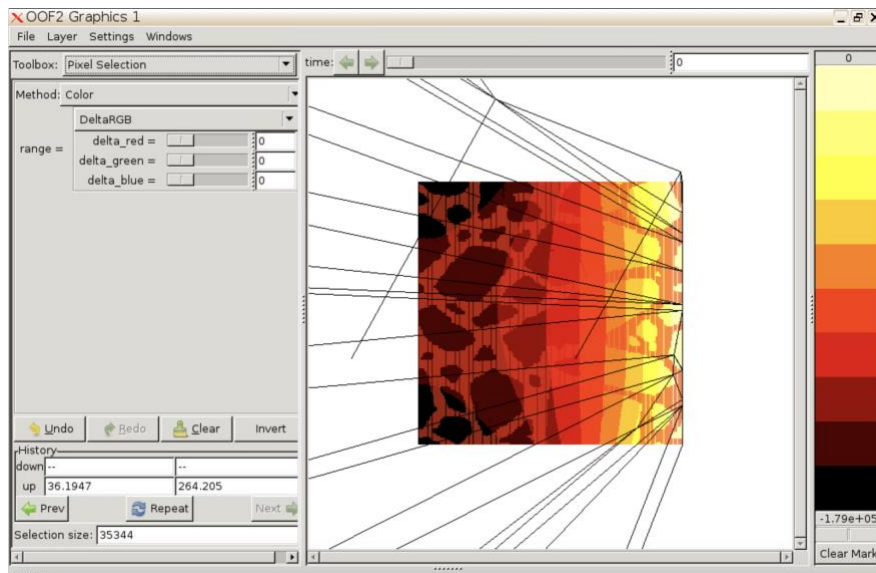 OOF2 Graphics 1
File Layer Settings Windows
Toolbox: Pixel Selection
time: 0
0
Method: Color
DeltaRGB
range =
delta_red = 0
delta_green = 0
delta_blue = 0
Undo Redo Clear Invert
History
down -- --
up 36.1947 264.205
Prev Repeat Next
Selection size: 35344
-1.79e+05
Clear Mark